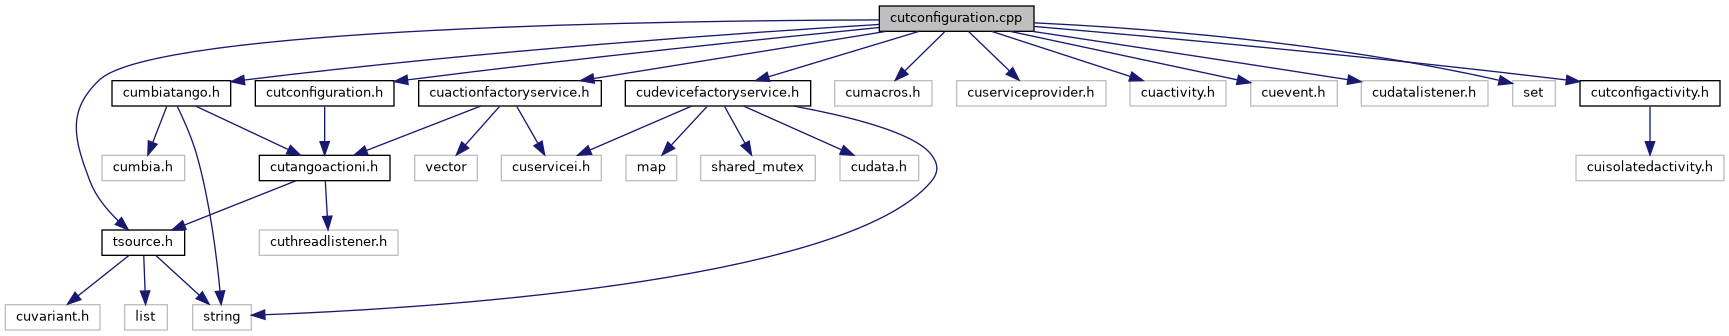 cutconfiguration.cpp
cumbiatango.h
cutconfiguration.h
cuactionfactoryservice.h
cudevicefactoryservice.h
cumacros.h
cuserviceprovider.h
cuactivity.h
cuevent.h
cudatalistener.h
set
cutconfigactivity.h
cumbia.h
cutangoactioni.h
vector
cuservicei.h
map
shared_mutex
cudata.h
cuisolatedactivity.h
tsource.h
cuthreadlistener.h
cuvariant.h
list
string